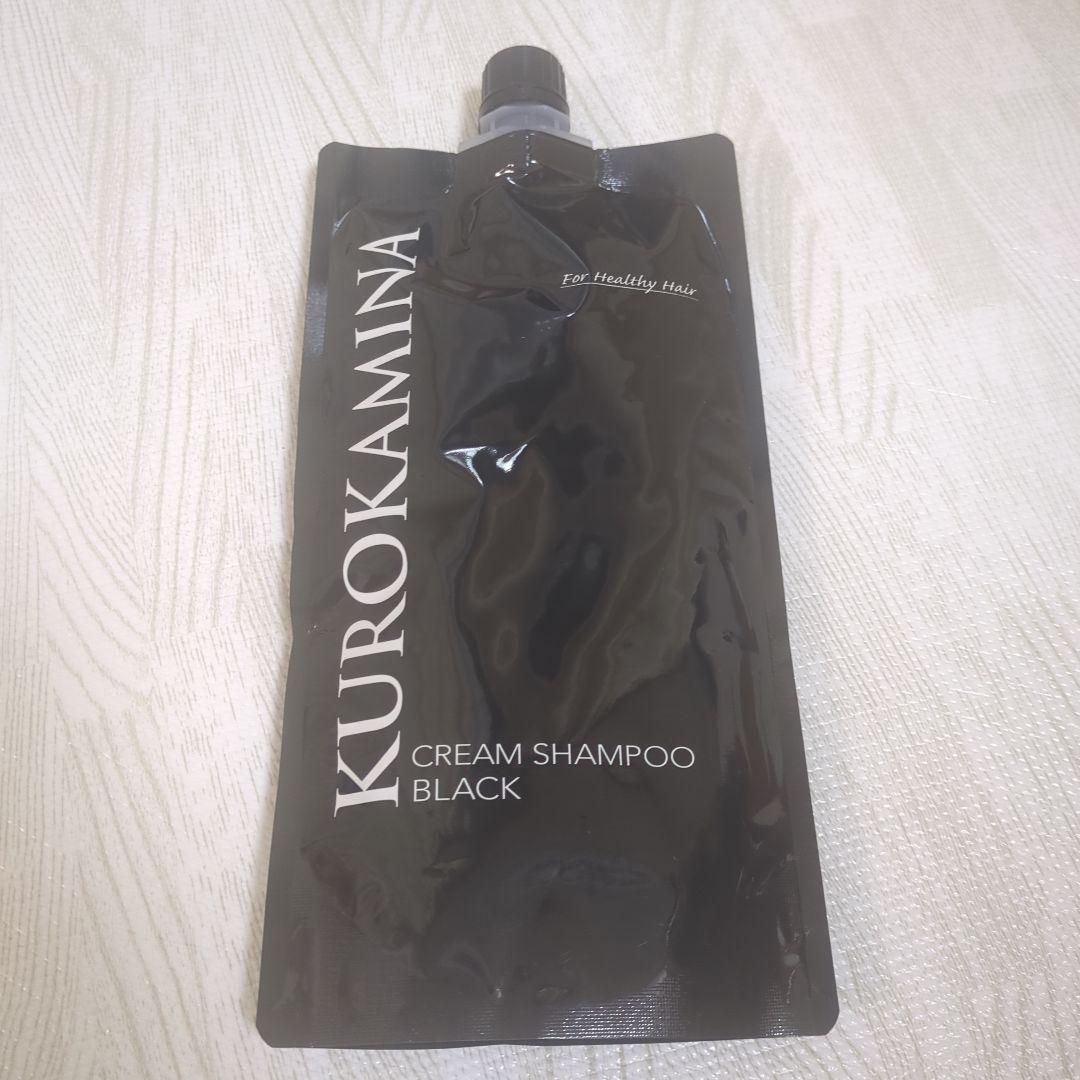 For Healthy Hair
KUROKAMINA
CREAM SHAMPOO
BLACK